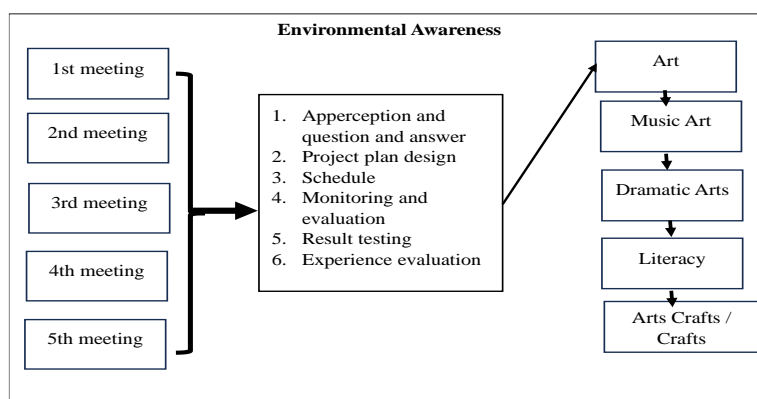 Environmental Awareness
1st meeting
2nd meeting
3rd meeting
4th meeting
5th meeting
1. Apperception and
question and answer
2. Project plan design
3. Schedule
4. Monitoring and
evaluation
5. Result testing
6. Experience evaluation
Art
Music Art
Dramatic Arts
Literacy
Arts Crafts /
Crafts